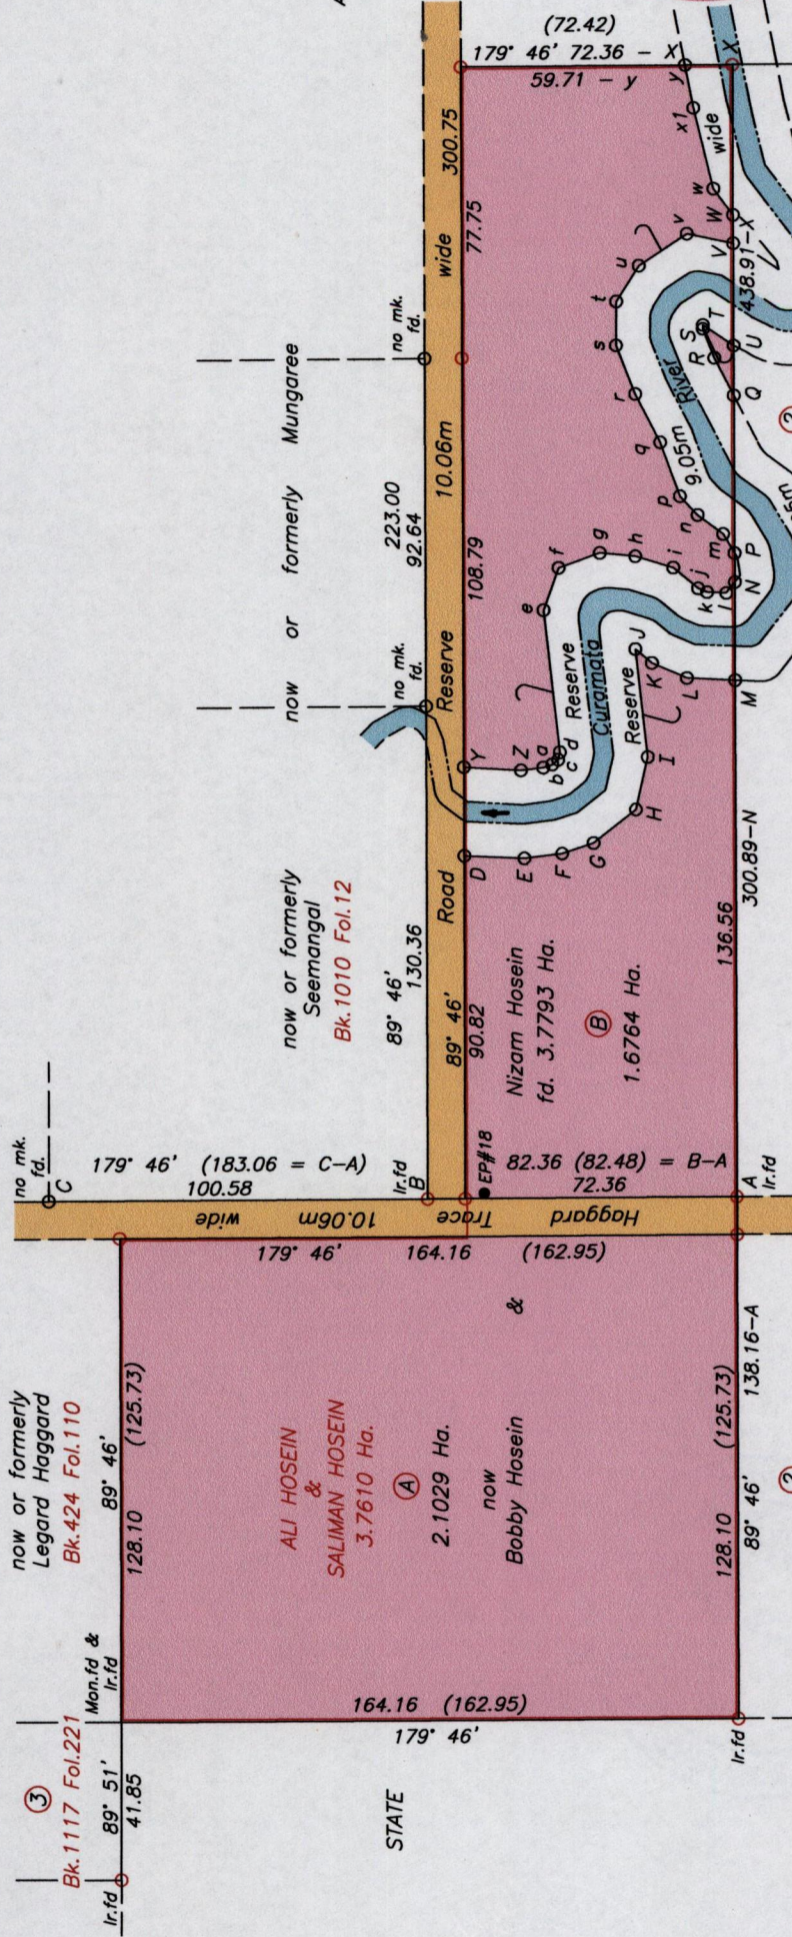 3
Bk.1117 Fol.221
89° 51'
41.85
Ir.fd
Mon.fd &
Ir.fd
now or formerly
Legard Haggard
Bk.424 Fol.110
89° 46'
128.10 (125.73)
STATE
164.16 (162.95)
179° 46'
Ir.fd
ALI HOSEIN
&
SALIMAN HOSEIN
3.7610 Ha.
A
2.1029 Ha.
now
Bobby Hosein &
128.10 (125.73)
89° 46' 138.16-A
179° 46' 164.16 (162.95)
Haggard Trace 10.06m wide
no mk.
fd.
C
179° 46' (183.06 = C-A)
100.58
Ir.fd
B
EP#18
82.36 (82.48) = B-A
72.36
A
Ir.fd
now or formerly
Seemangal
Bk.1010 Fol.12
89° 46'
130.36
now or formerly Mungaree
no mk.
fd.
223.00
92.64
no mk.
fd.
Road Reserve 10.06m wide 300.75
89° 46'
90.82
108.79
77.75
Nizam Hosein
fd. 3.7793 Ha.
B
1.6764 Ha.
136.56
300.89-N
438.91-X
(72.42)
179° 46' 72.36 - X
59.71 - y
Reserve
Curamata
Reserve
9.05m
River
wide
D
E
F
G
H
I
J
K
L
M
N
P
Q
R
S
T
U
V
W
X
Y
Z
a
b
c
d
e
f
g
h
i
j
k
l
m
n
p
q
r
s
t
u
v
w
x1
y